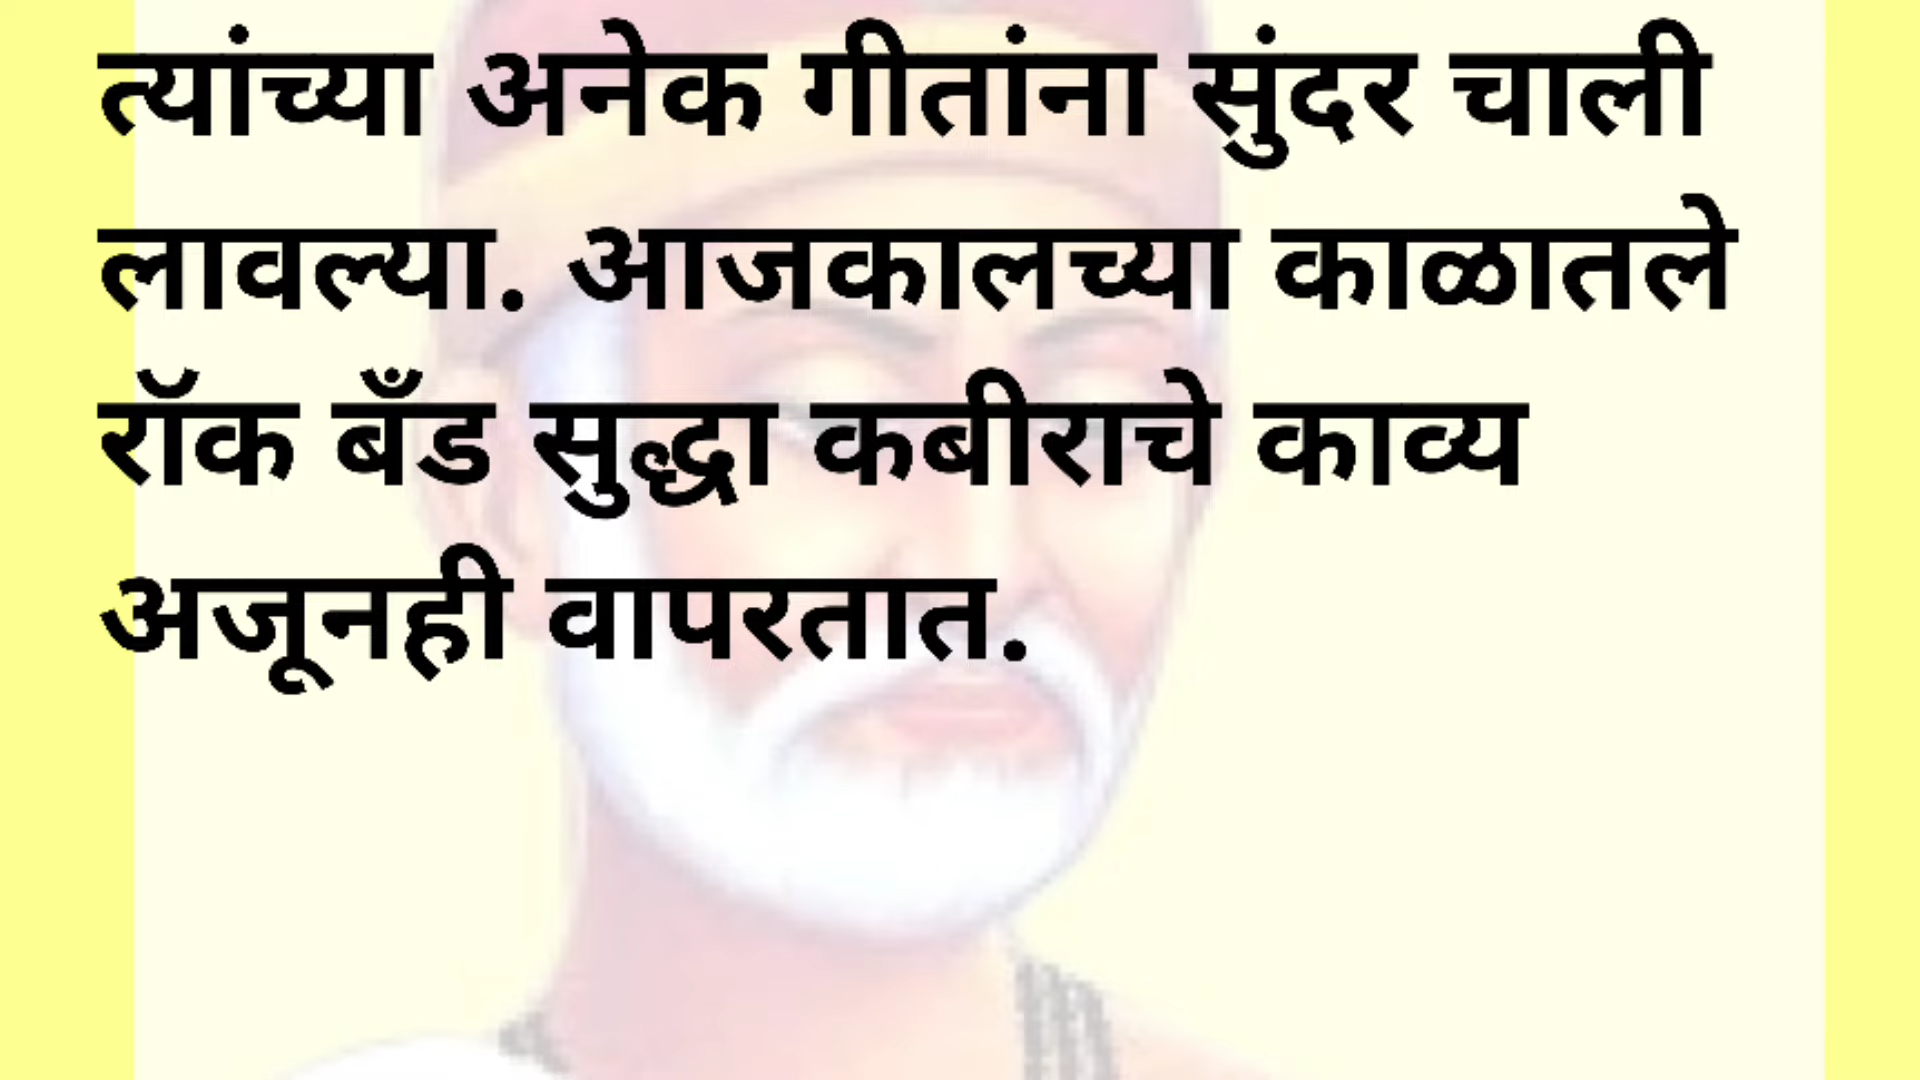 त्यांच्या अनेक गीतांना सुंदर चाली
लावल्या. आजकालच्या काळातले
रॉक बँड सुद्धा कबीराचे काव्य
अजूनही वापरतात.